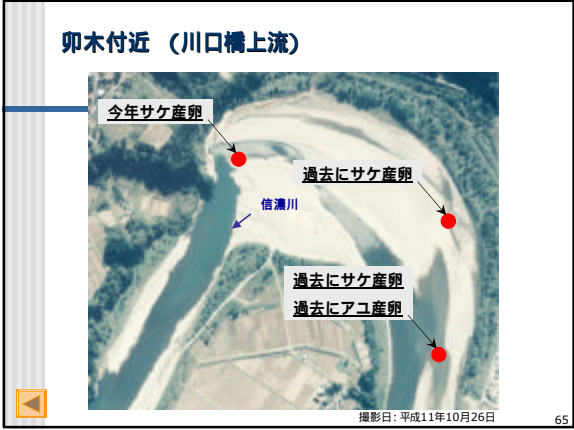 卯木付近 (川口橋上流)
今年サケ産卵
過去にサケ産卵
信濃川
過去にサケ産卵
過去にアユ産卵
撮影日:平成11年10月26日
65